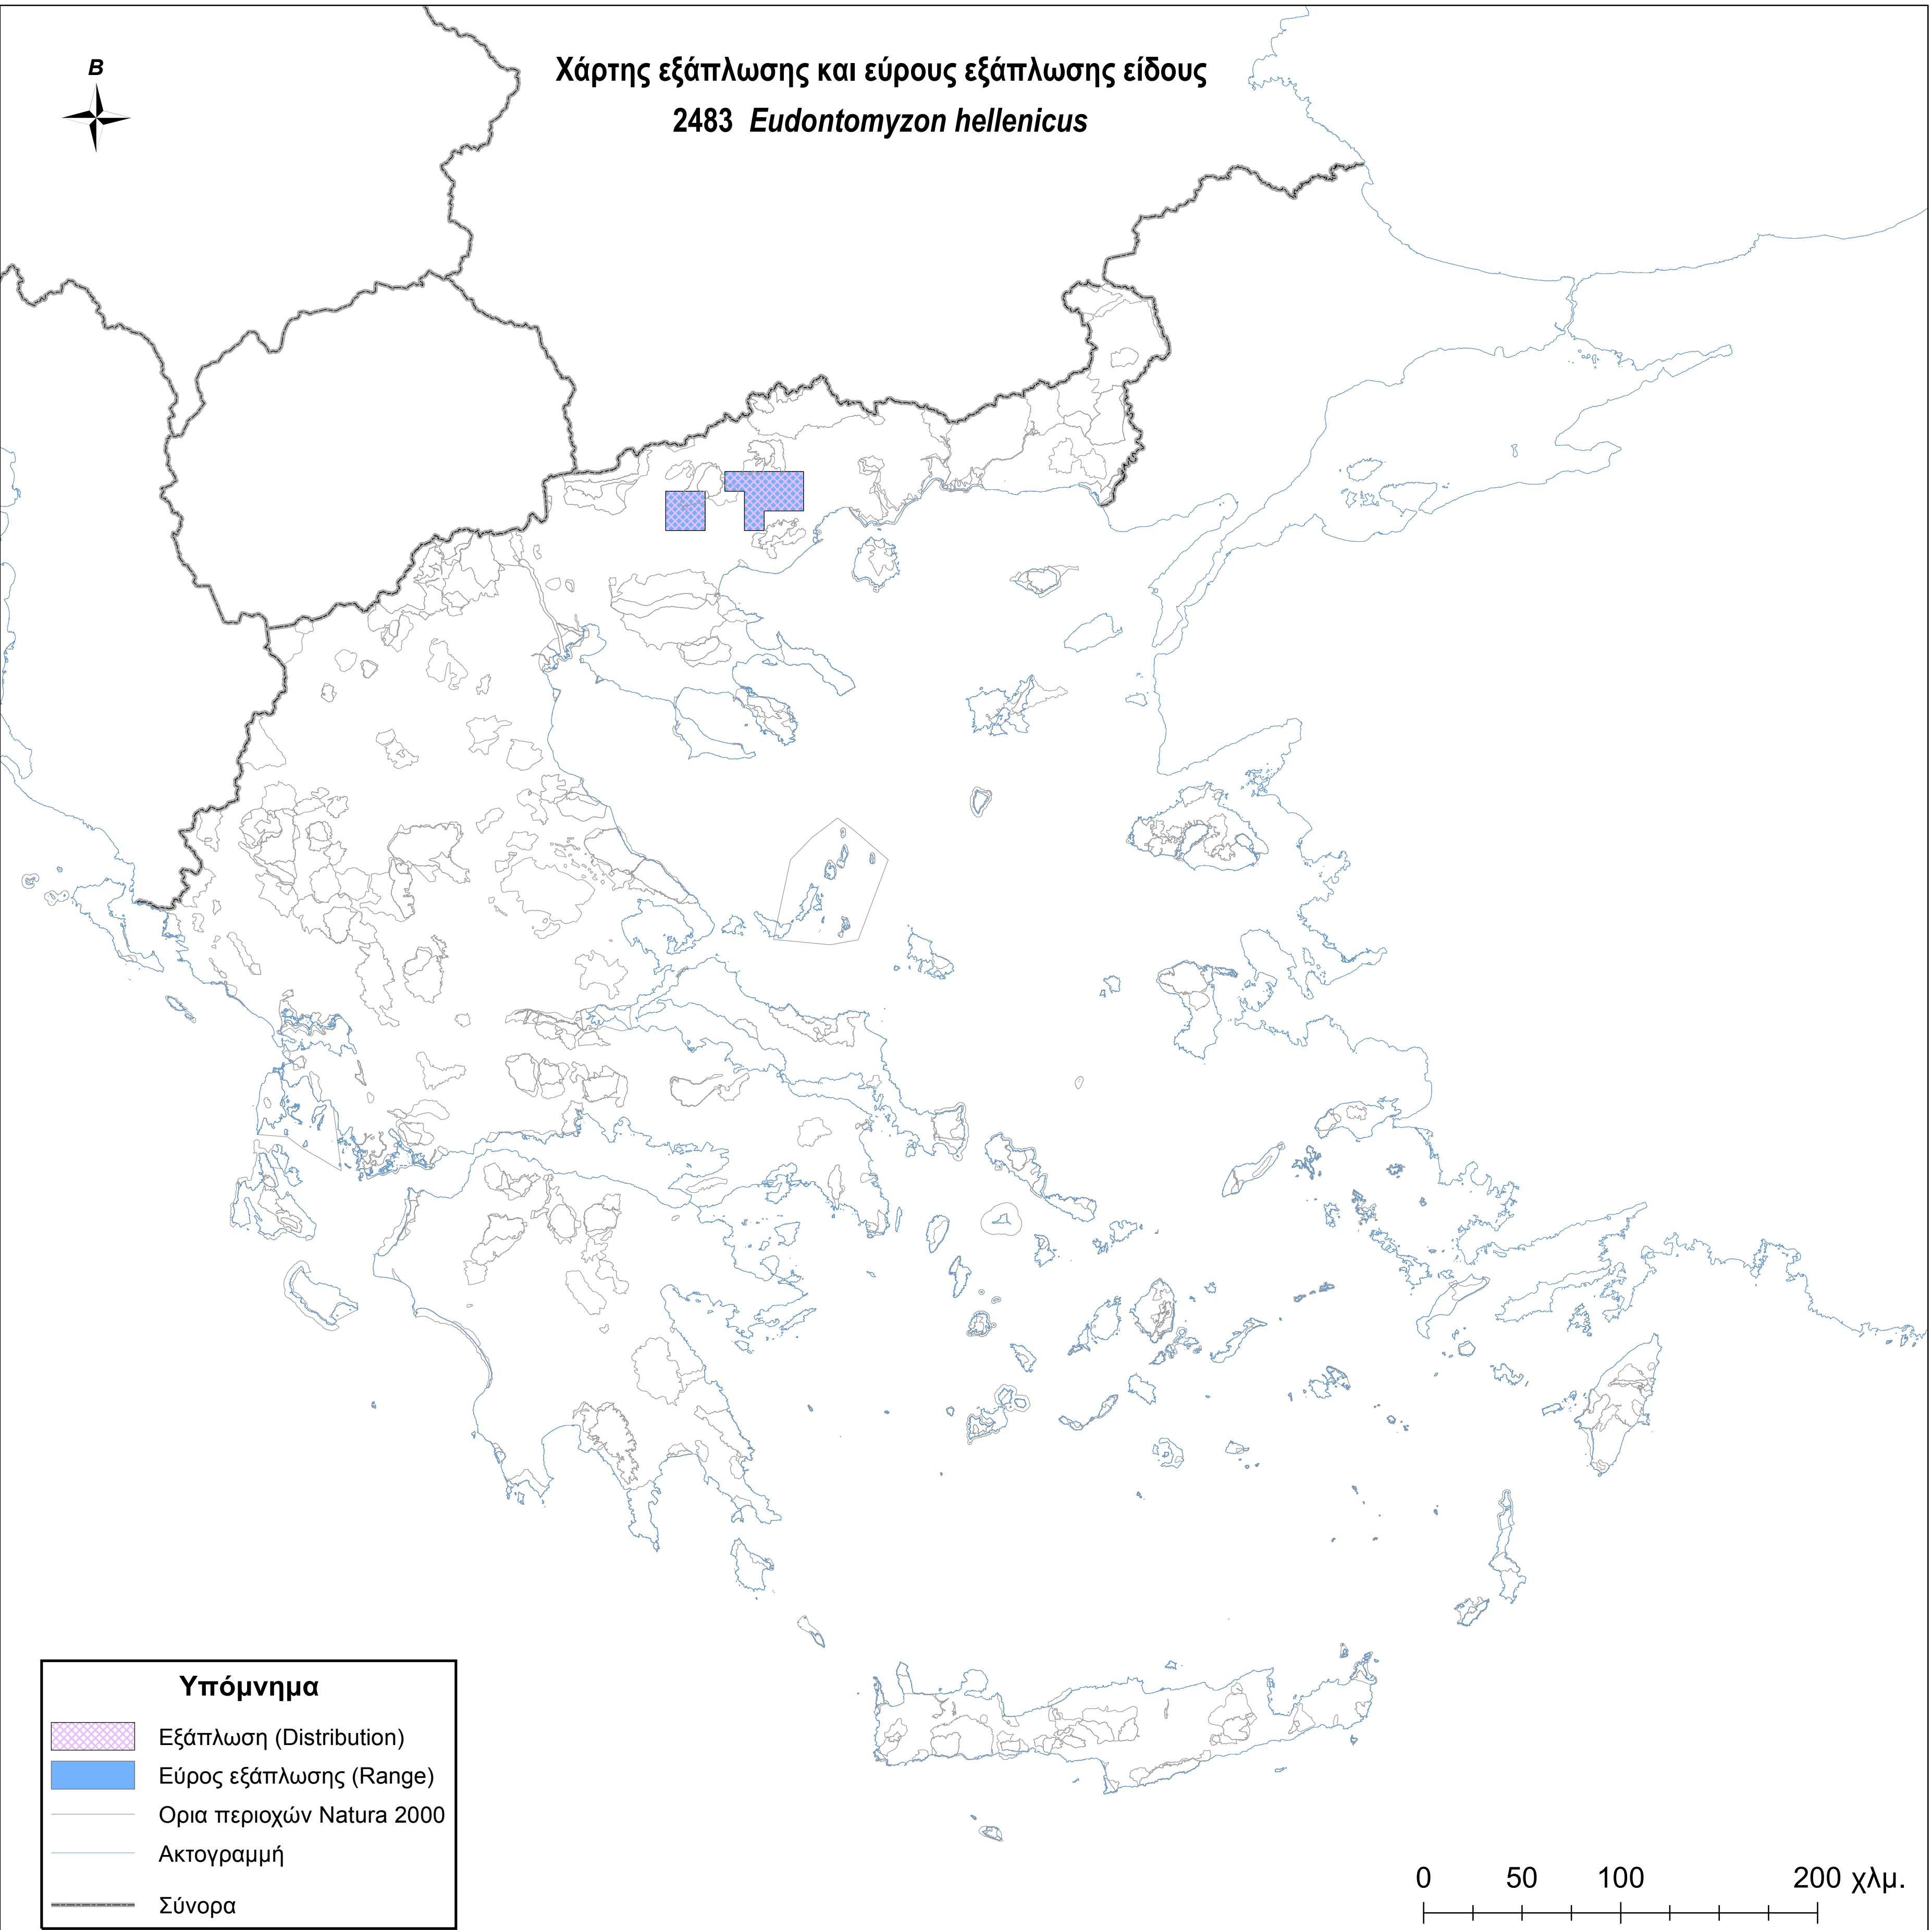 Β
Χάρτης εξάπλωσης και εύρους εξάπλωσης είδους
2483 Eudontomyzon hellenicus
Υπόμνημα
Εξάπλωση (Distribution)
Εύρος εξάπλωσης (Range)
Ορια περιοχών Natura 2000
Ακτογραμμή
Σύνορα
0 50 100 200 χλμ.